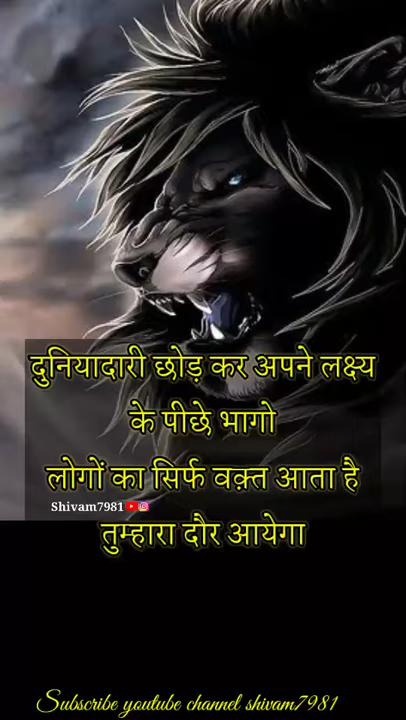 दुनियादारी छोड़ कर अपने लक्ष्य
के पीछे भागो
लोगों का सिर्फ वक़्त आता है
Shivam7981
तुम्हारा दौर आयेगा
Subscribe youtube channel shivam7981